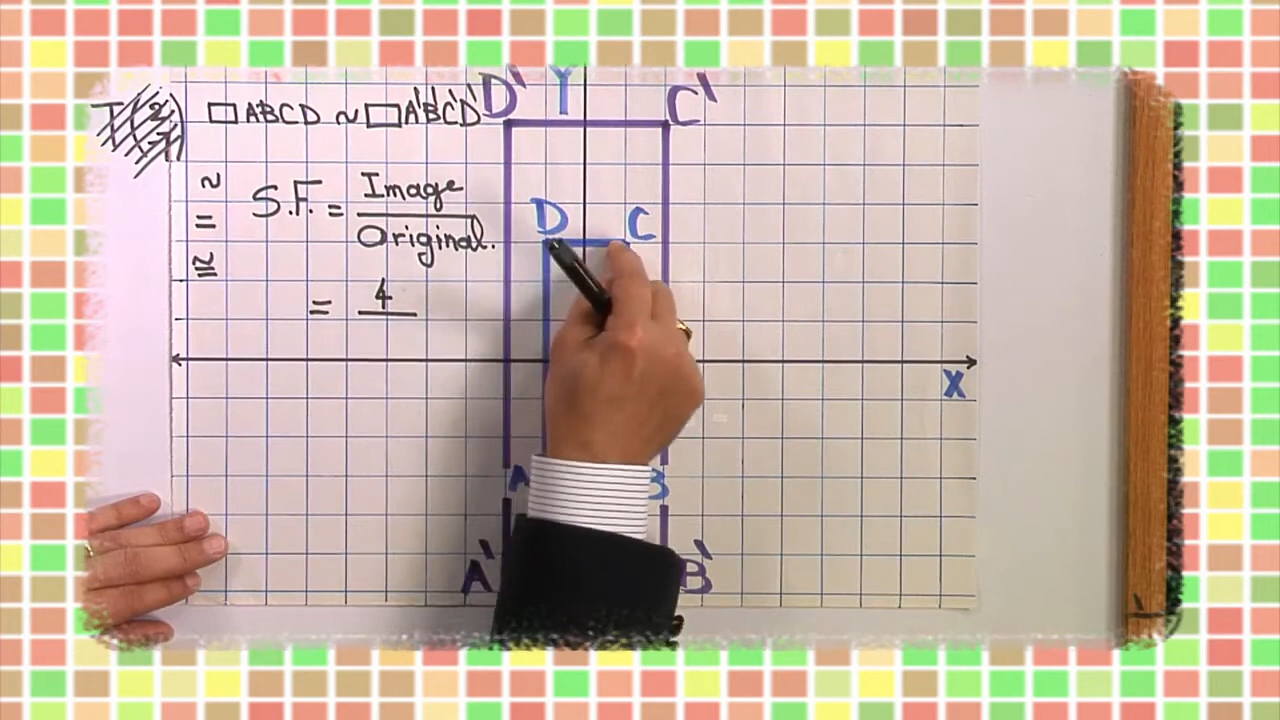 □ABCD ~ □A'B'C'D'
~
=
≅
S.F. = Image
Original.
= 4
D' Y C'
D C
X
A B
A' B'